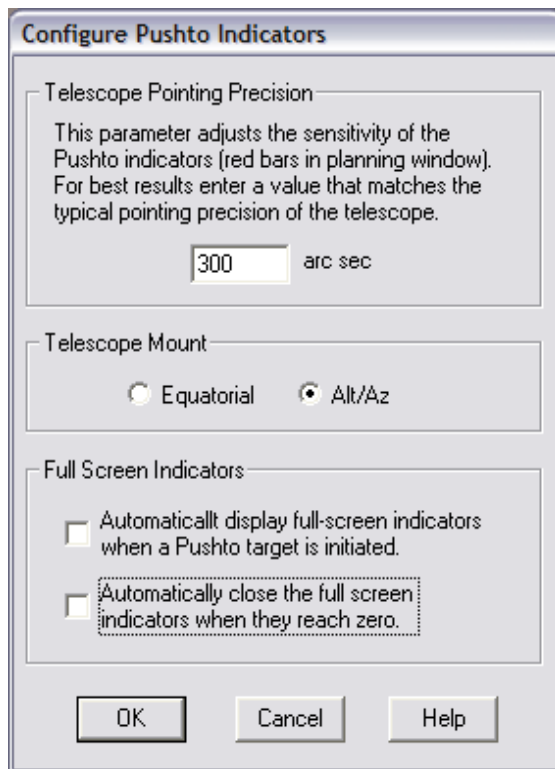 Configure Pushto Indicators
Telescope Pointing Precision
This parameter adjusts the sensitivity of the
Pushto indicators (red bars in planning window).
For best results enter a value that matches the
typical pointing precision of the telescope.
300 arc sec
Telescope Mount
Equatorial Alt/Az
Full Screen Indicators
Automaticallt display full-screen indicators
when a Pushto target is initiated.
Automatically close the full screen
indicators when they reach zero.
OK Cancel Help